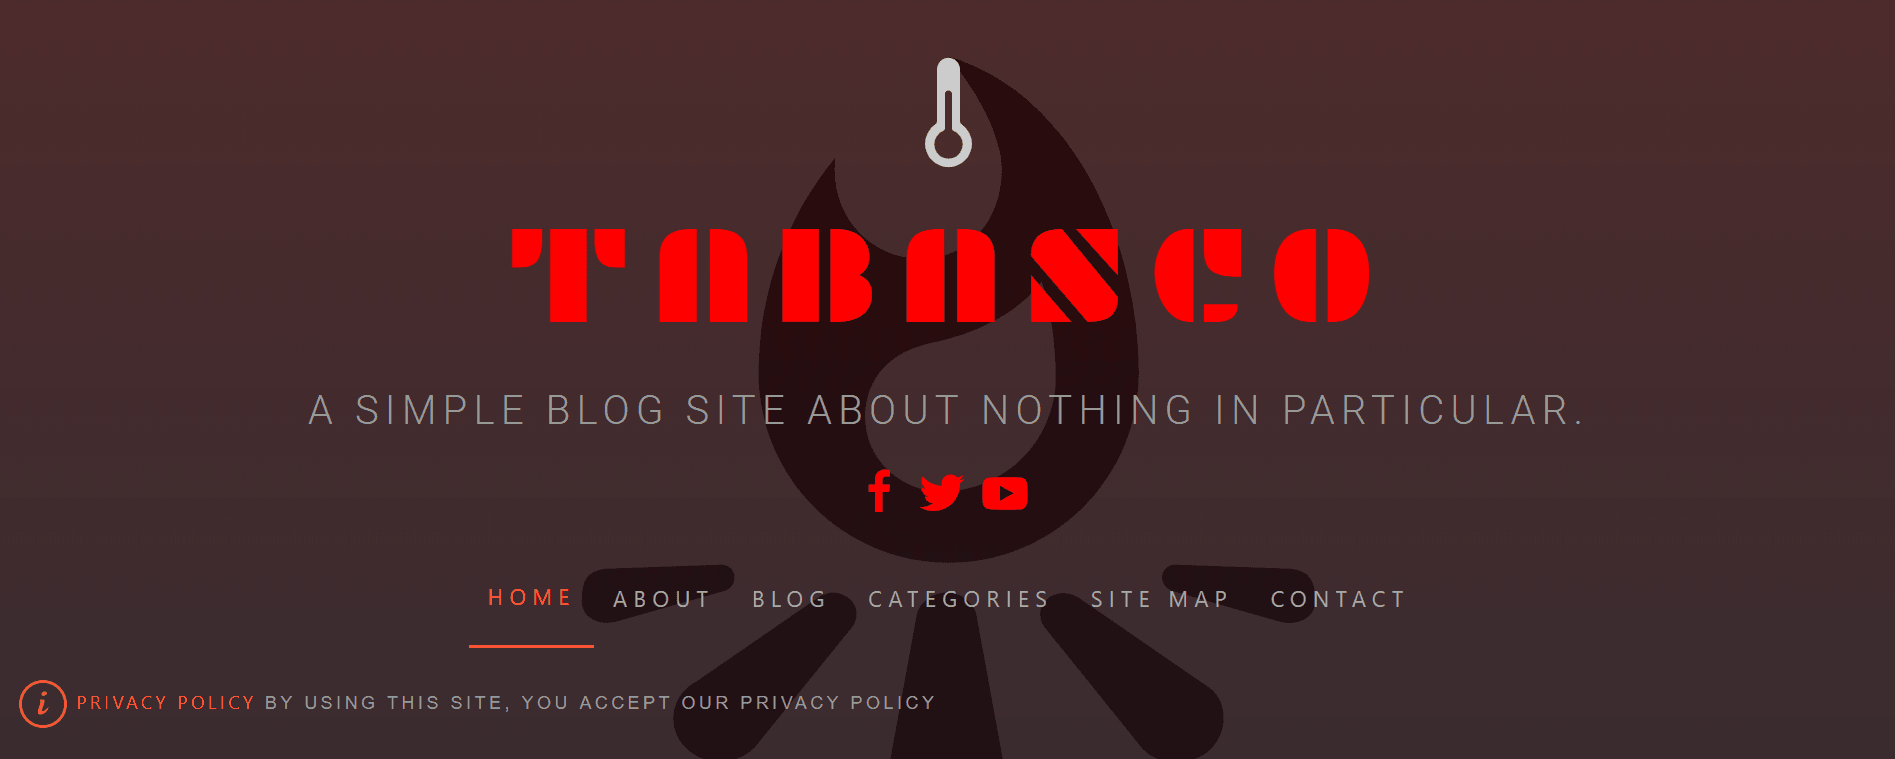 TABASCO
A SIMPLE BLOG SITE ABOUT NOTHING IN PARTICULAR.
HOME ABOUT BLOG CATEGORIES SITE MAP CONTACT
i PRIVACY POLICY BY USING THIS SITE, YOU ACCEPT OUR PRIVACY POLICY